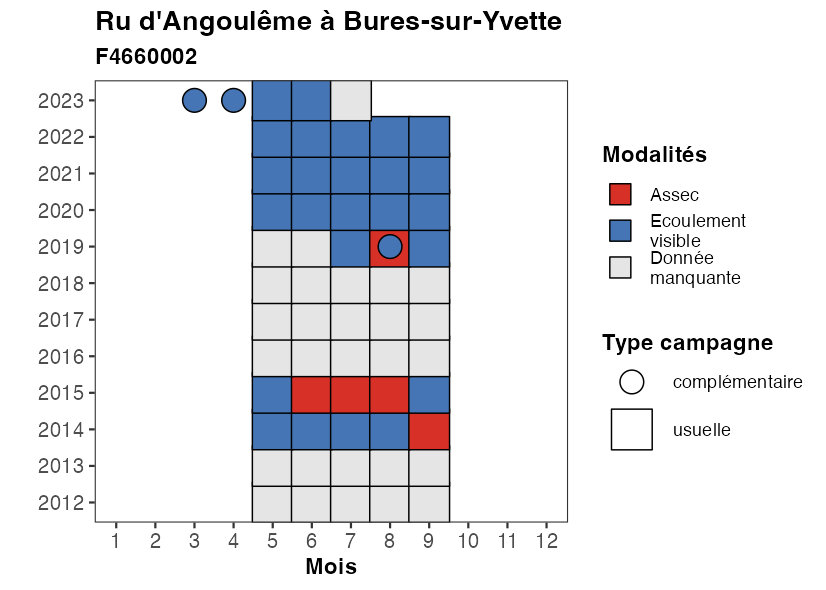 Ru d'Angoulême à Bures-sur-Yvette
F4660002
2023
2022
2021
2020
2019
2018
2017
2016
2015
2014
2013
2012
1 2 3 4 5 6 7 8 9 10 11 12
Mois
Modalités
Assec
Ecoulement
visible
Donnée
manquante
Type campagne
complémentaire
usuelle